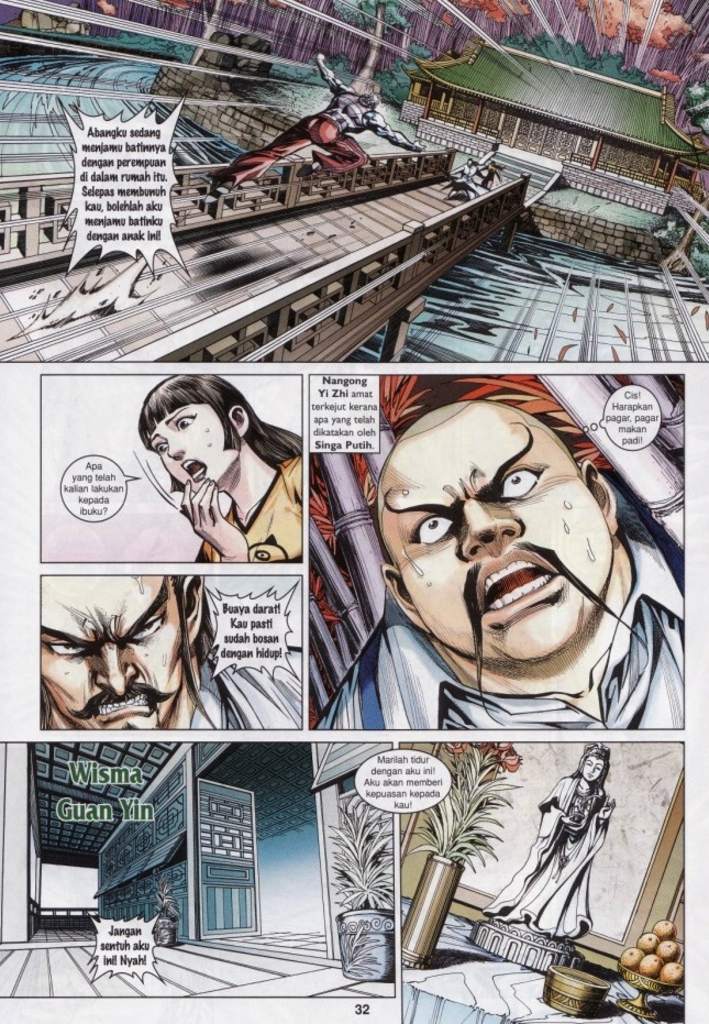 Abangku sedang
menjamu batinnya
dengan perempuan
di dalam rumah itu.
Selepas membunuh
kau, bolehlah aku
menjamu batinku
dengan anak ini!
Apa
yang telah
kalian lakukan
kepada
ibuku?
Nangong
Yi Zhi amat
terkejut kerana
apa yang telah
dikatakan oleh
Singa Putih.
Cis!
Harapkan
pagar, pagar
makan
padi!
Buaya darat!
Kau pasti
sudah bosan
dengan hidup!
Wisma
Guan Yin
Jangan
sentuh aku
ini! Nyah!
Marilah tidur
dengan aku ini!
Aku akan memberi
kepuasan kepada
kau!
32